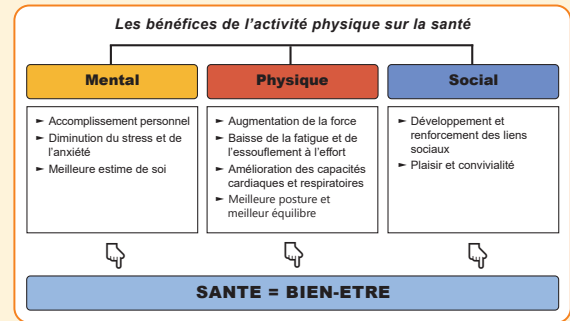 Les bénéfices de l'activité physique sur la santé
Mental
► Accomplissement personnel
► Diminution du stress et de
l'anxiété
► Meilleure estime de soi
Physique
► Augmentation de la force
► Baisse de la fatigue et de
l'essouflement à l'effort
► Amélioration des capacités
cardiaques et respiratoires
► Meilleure posture et
meilleur équilibre
Social
► Développement et
renforcement des liens
sociaux
► Plaisir et convivialité
SANTE = BIEN-ETRE